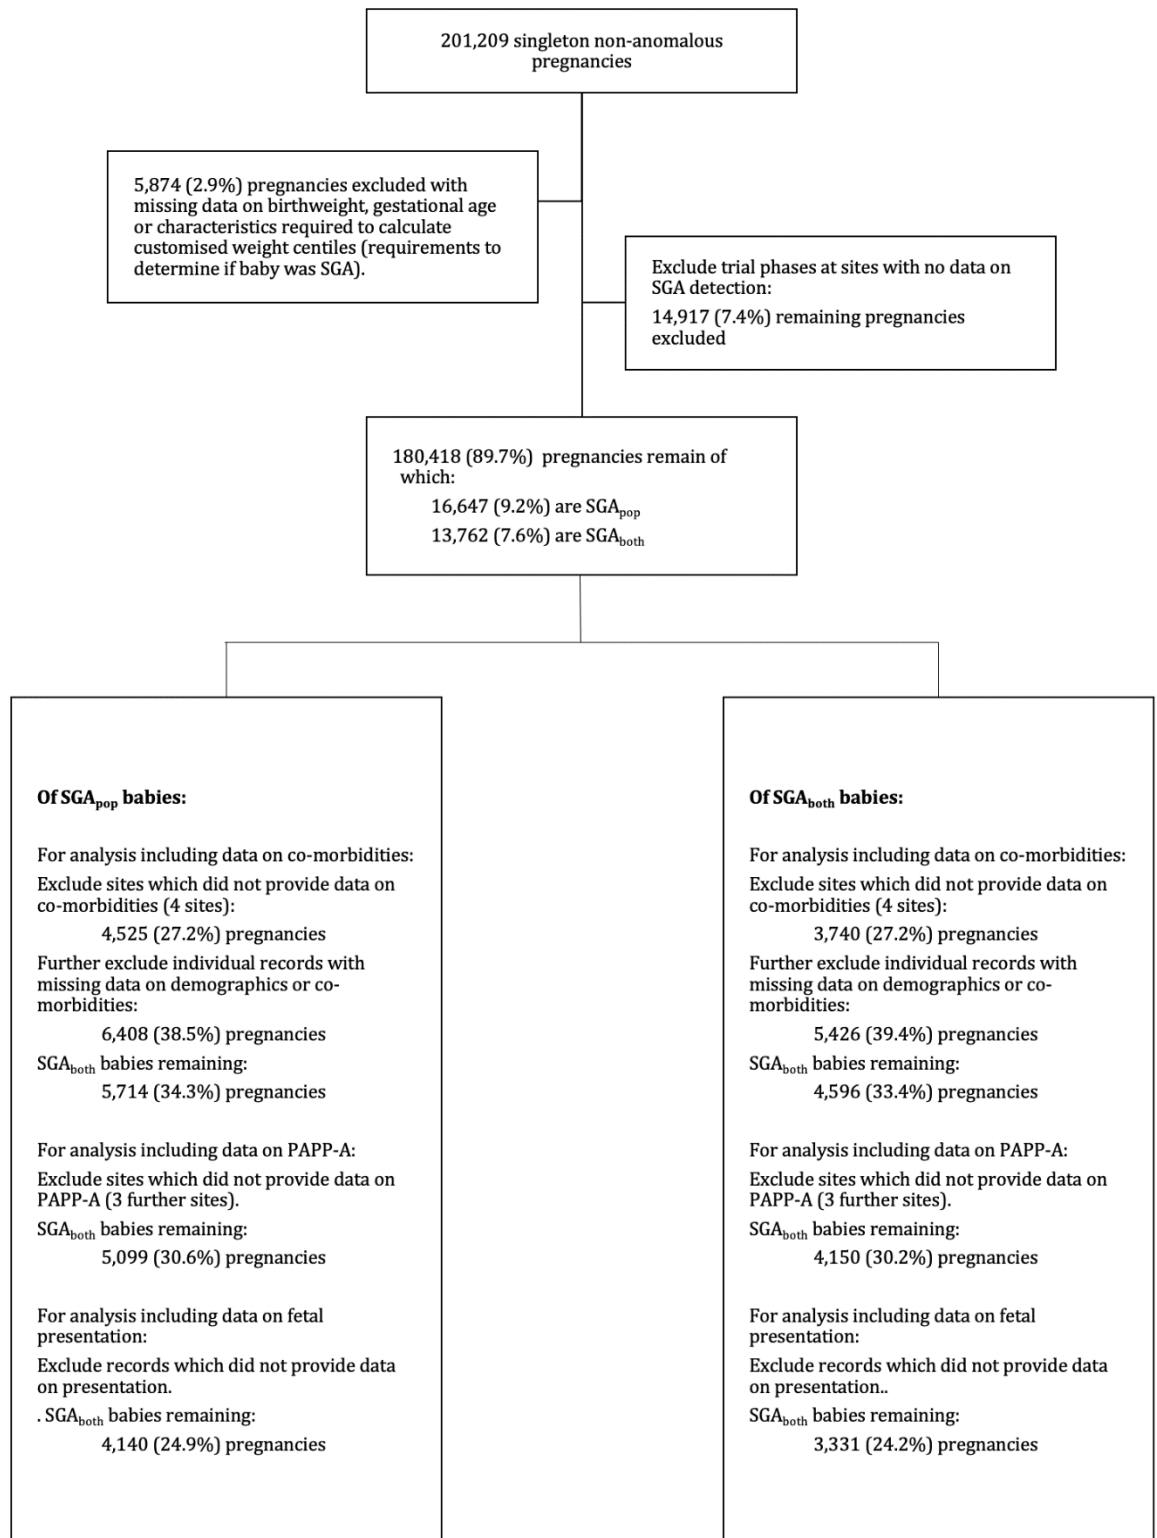 201,209 singleton non-anomalous
pregnancies
5,874 (2.9%) pregnancies excluded with
missing data on birthweight, gestational age
or characteristics required to calculate
customised weight centiles (requirements to
determine if baby was SGA).
Exclude trial phases at sites with no data on
SGA detection:
14,917 (7.4%) remaining pregnancies
excluded
180,418 (89.7%) pregnancies remain of
which:
16,647 (9.2%) are SGApop
13,762 (7.6%) are SGAboth
Of SGApop babies:
For analysis including data on co-morbidities:
Exclude sites which did not provide data on
co-morbidities (4 sites):
4,525 (27.2%) pregnancies
Further exclude individual records with
missing data on demographics or co-
morbidities:
6,408 (38.5%) pregnancies
SGAboth babies remaining:
5,714 (34.3%) pregnancies
For analysis including data on PAPP-A:
Exclude sites which did not provide data on
PAPP-A (3 further sites).
SGAboth babies remaining:
5,099 (30.6%) pregnancies
For analysis including data on fetal
presentation:
Exclude records which did not provide data
on presentation.
. SGAboth babies remaining:
4,140 (24.9%) pregnancies
Of SGAboth babies:
For analysis including data on co-morbidities:
Exclude sites which did not provide data on
co-morbidities (4 sites):
3,740 (27.2%) pregnancies
Further exclude individual records with
missing data on demographics or co-
morbidities:
5,426 (39.4%) pregnancies
SGAboth babies remaining:
4,596 (33.4%) pregnancies
For analysis including data on PAPP-A:
Exclude sites which did not provide data on
PAPP-A (3 further sites).
SGAboth babies remaining:
4,150 (30.2%) pregnancies
For analysis including data on fetal
presentation:
Exclude records which did not provide data
on presentation..
SGAboth babies remaining:
3,331 (24.2%) pregnancies